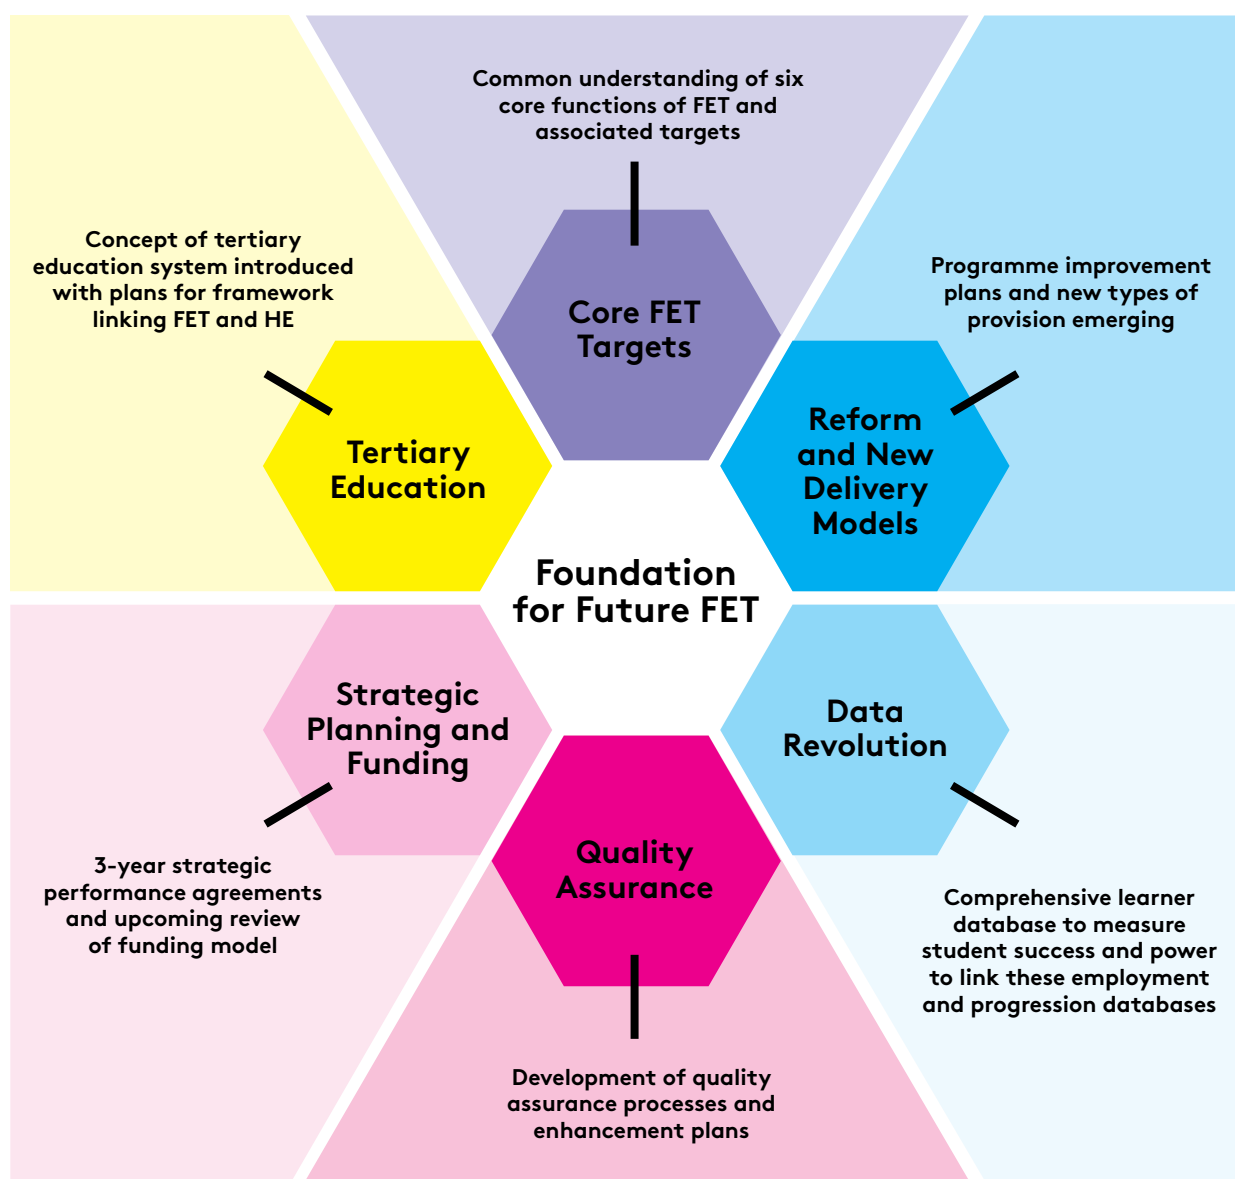 Common understanding of six
core functions of FET and
associated targets
Core FET
Targets
Concept of tertiary
education system introduced
with plans for framework
linking FET and HE
Tertiary
Education
Programme improvement
plans and new types of
provision emerging
Reform
and New
Delivery
Models
Foundation
for Future FET
Strategic
Planning and
Funding
3-year strategic
performance agreements
and upcoming review
of funding model
Data
Revolution
Comprehensive learner
database to measure
student success and power
to link these employment
and progression databases
Quality
Assurance
Development of quality
assurance processes and
enhancement plans